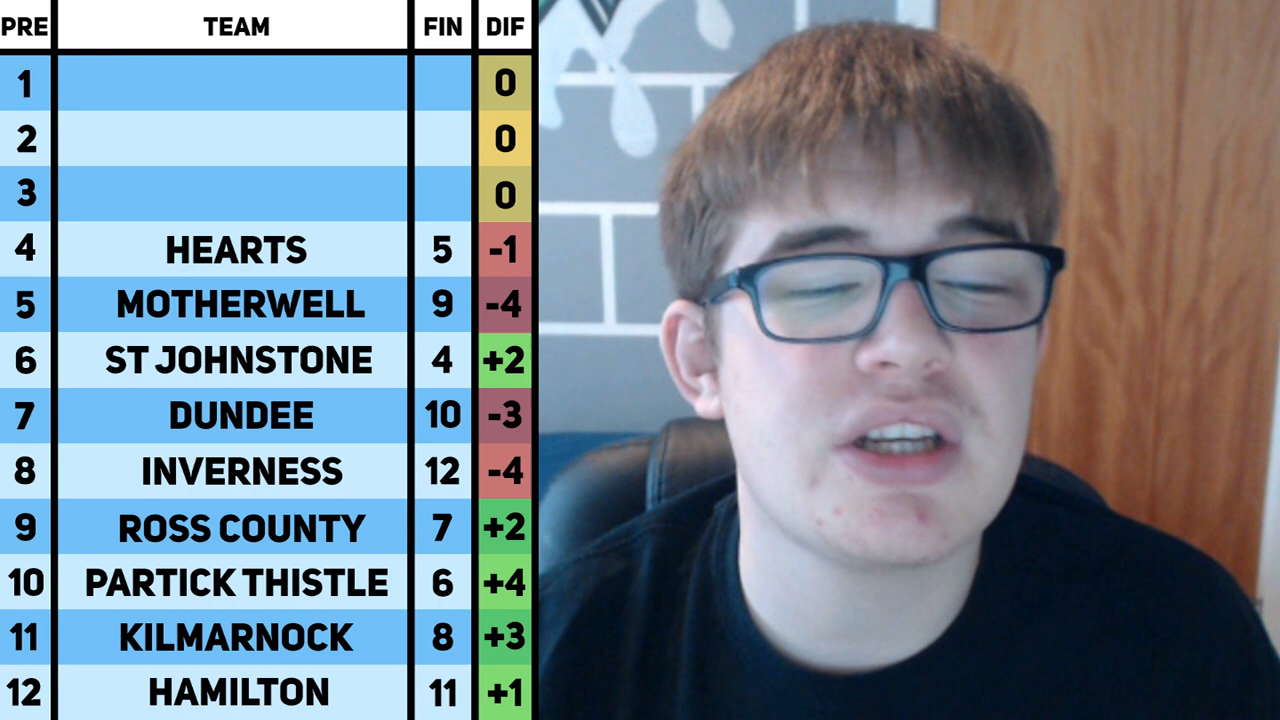 PRE TEAM FIN DIF
1 0
2 0
3 0
4 HEARTS 5 -1
5 MOTHERWELL 9 -4
6 ST JOHNSTONE 4 +2
7 DUNDEE 10 -3
8 INVERNESS 12 -4
9 ROSS COUNTY 7 +2
10 PARTICK THISTLE 6 +4
11 KILMARNOCK 8 +3
12 HAMILTON 11 +1